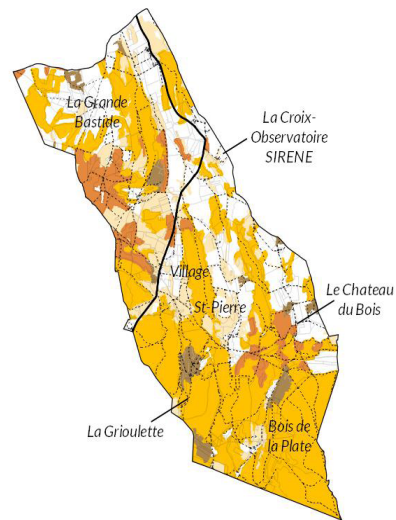 La Grande
Bastide
La Croix-
Observatoire
SIRENE
Village
Le Chateau
du Bois
St-Pierre
La Grioulette
Bois de
la Plate